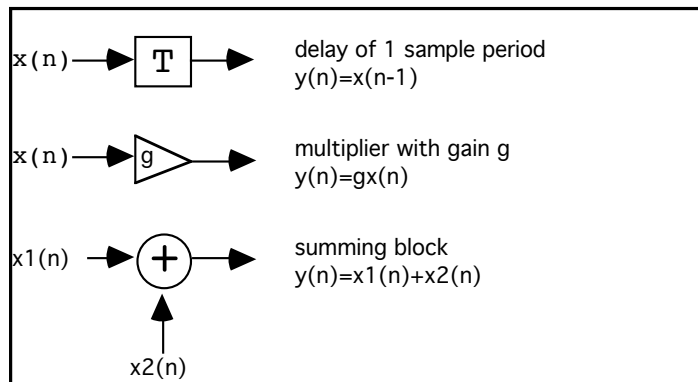 x(n)
T
delay of 1 sample period
y(n)=x(n-1)
x(n)
g
multiplier with gain g
y(n)=gx(n)
x1(n)
+
summing block
y(n)=x1(n)+x2(n)
x2(n)